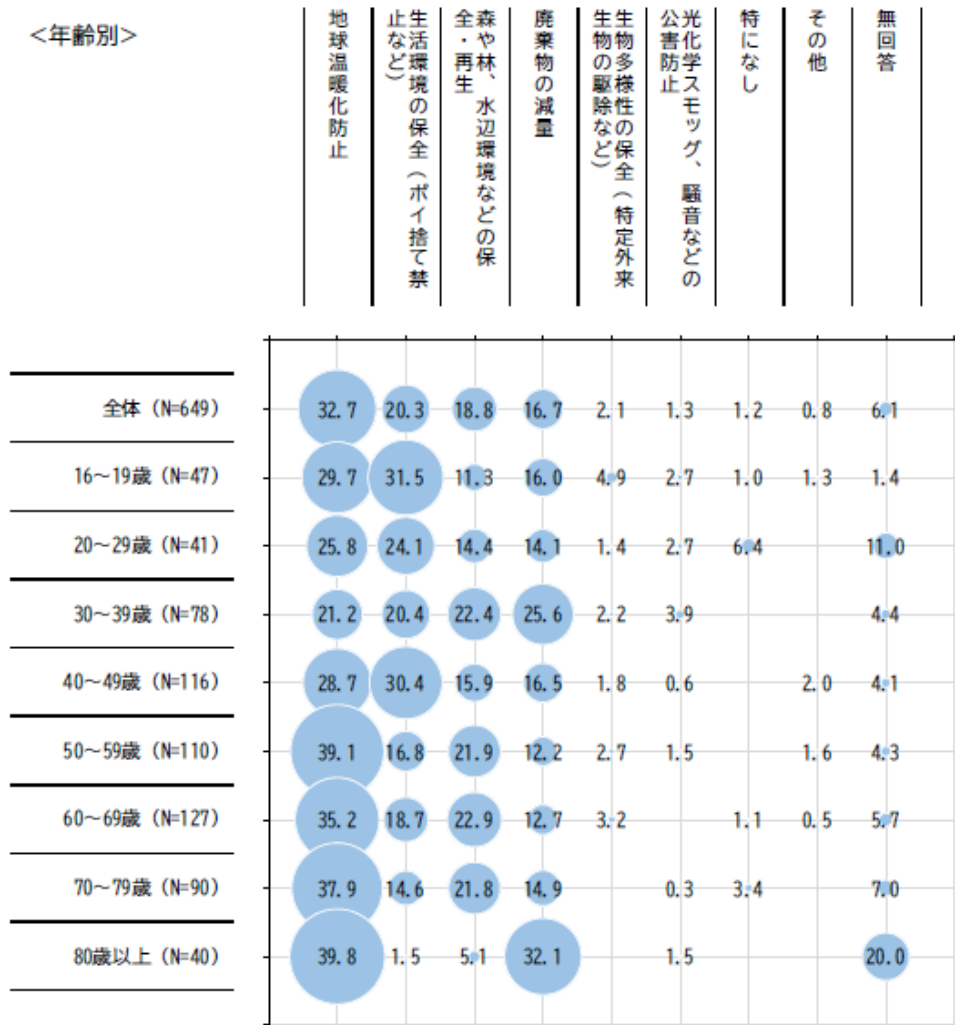 <年齢別>
地球温暖化防止
生活環境の保全（ポイ捨て禁
止など）
森や林、水辺環境などの保
全・再生
廃棄物の減量
生物多様性の保全（特定外来
生物の駆除など）
光化学スモッグ、騒音などの
公害防止
特になし
その他
無回答
全体 (N=649) 32.7 20.3 18.8 16.7 2.1 1.3 1.2 0.8 6.1
16～19歳 (N=47) 29.7 31.5 11.3 16.0 4.9 2.7 1.0 1.3 1.4
20～29歳 (N=41) 25.8 24.1 14.4 14.1 1.4 2.7 6.4 11.0
30～39歳 (N=78) 21.2 20.4 22.4 25.6 2.2 3.9 4.4
40～49歳 (N=116) 28.7 30.4 15.9 16.5 1.8 0.6 2.0 4.1
50～59歳 (N=110) 39.1 16.8 21.9 12.2 2.7 1.5 1.6 4.3
60～69歳 (N=127) 35.2 18.7 22.9 12.7 3.2 1.1 0.5 5.7
70～79歳 (N=90) 37.9 14.6 21.8 14.9 0.3 3.4 7.0
80歳以上 (N=40) 39.8 1.5 5.1 32.1 1.5 20.0